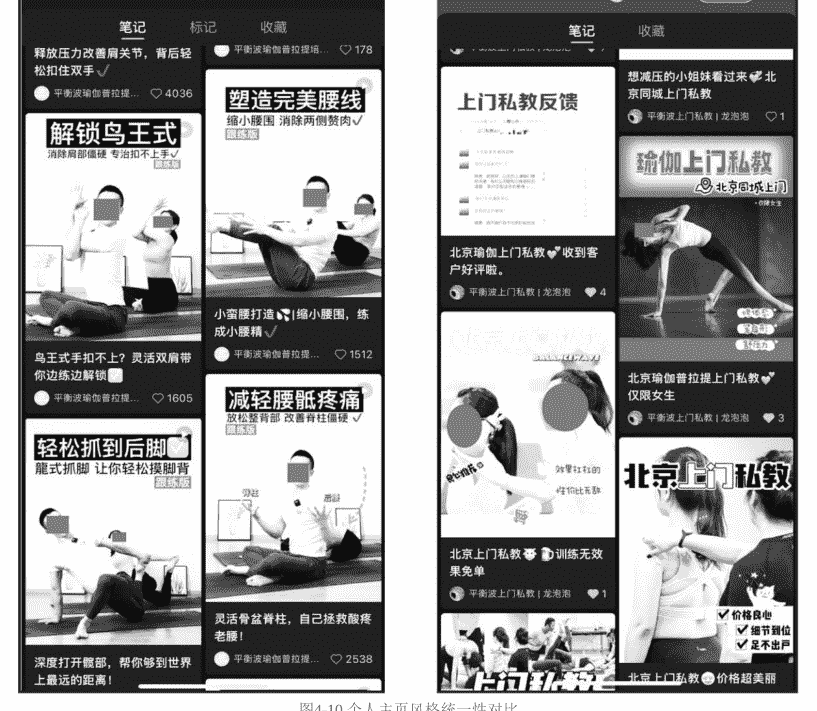 笔记
标记
收藏
释放压力改善肩关节，背后轻
松扣住双手✓
平衡波瑜伽普拉提...
4036
解锁鸟王式
消除肩部僵硬 专治扣不上手✓
跟练版
鸟王式手扣不上？灵活双肩带
你边练边解锁✅
平衡波瑜伽普拉提...
1605
轻松抓到后脚✅
龍式抓脚 让你轻松摸脚背
跟练版
深度打开髋部，帮你够到世界
上最远的距离！
平衡波瑜伽普拉提培...
178
塑造完美腰线
缩小腰围 消除两侧赘肉✓
跟练版
小蛮腰打造💦|缩小腰围，练
成小腰精✓
平衡波瑜伽普拉提...
1512
减轻腰骶疼痛
放松整背部 改善脊柱僵硬✓
跟练版
灵活骨盆脊柱，自己拯救酸疼
老腰！
平衡波瑜伽普拉提...
2538
笔记
收藏
上门私教反馈
北京瑜伽上门私教💕收到客
户好评啦。
平衡波上门私教 | 龙泡泡
4
BALANCEWAVE
效果杠杠的
性价比无敌
北京上门私教
训练无效
果免单
平衡波上门私教 | 龙泡泡
1
上门私教
想减压的小姐妹看过来💕北
京同城上门私教
平衡波上门私教 | 龙泡泡
1
瑜伽上门私教
北京同城上门
·仅限女生
舒压力
北京瑜伽普拉提上门私教💕
仅限女生
平衡波上门私教 | 龙泡泡
3
北京上门私教
✓价格良心
✓细节到位
✓足不出户
北京上门私教
价格超美丽
图4-10 个人主页风格统一性对比